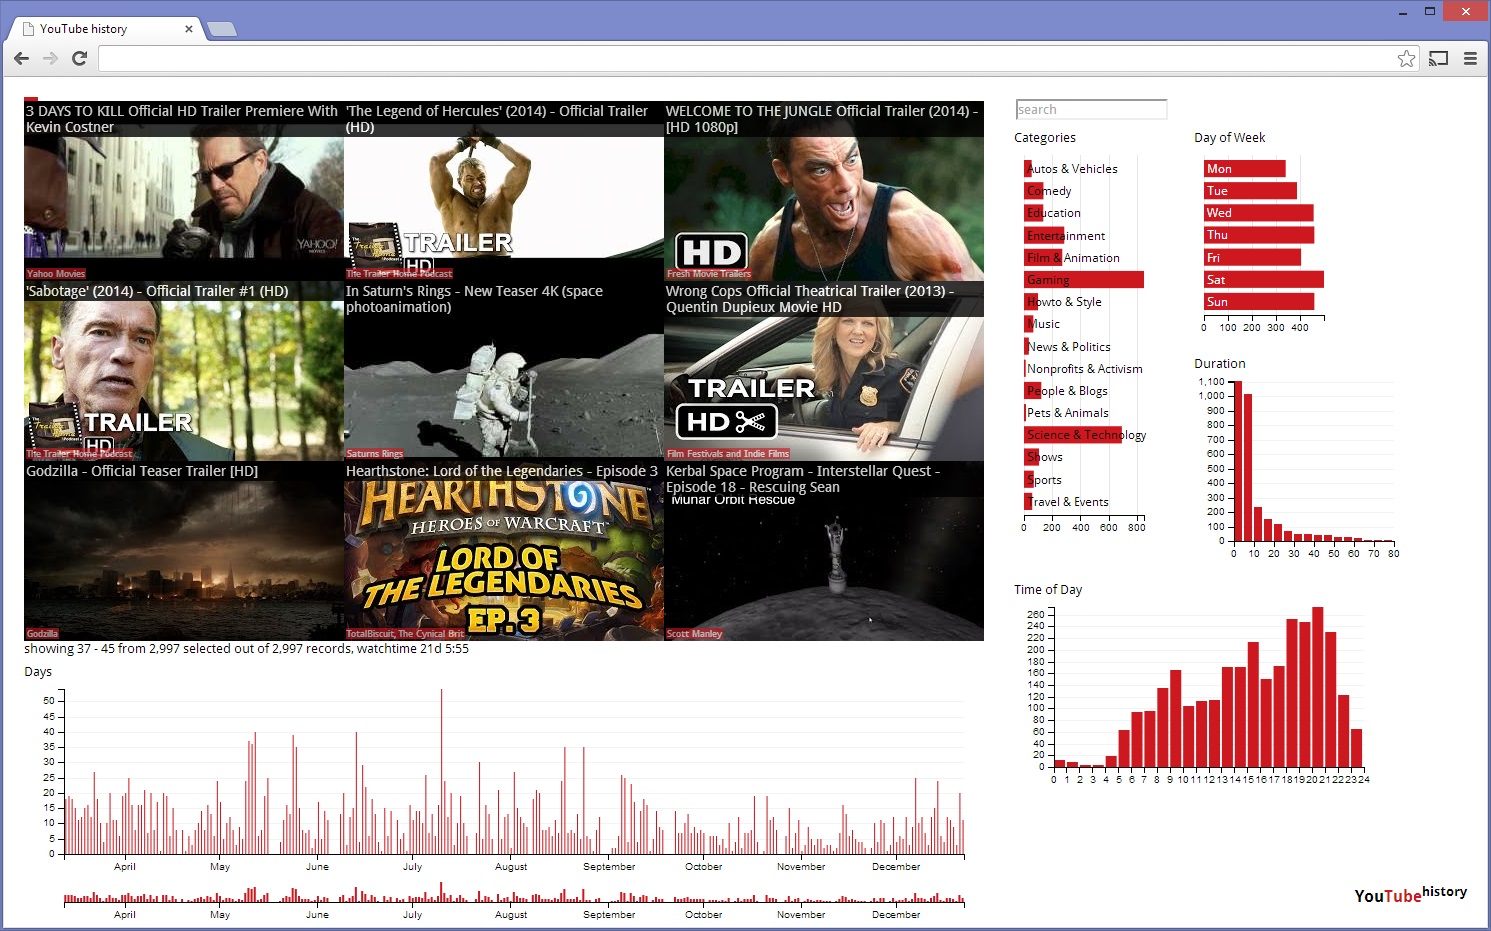 YouTube history
3 DAYS TO KILL Official HD Trailer Premiere With
Kevin Costner
YAHOO!
MOVIES
Yahoo Movies
'The Legend of Hercules' (2014) - Official Trailer
(HD)
The
Trailer
Home
Podcast
TRAILER
HD
The Trailer Home Podcast
WELCOME TO THE JUNGLE Official Trailer (2014) -
[HD 1080p]
HD
Fresh Movie Trailers
'Sabotage' (2014) - Official Trailer #1 (HD)
The
Trailer
Home
Podcast
TRAILER
HD
The Trailer Home Podcast
In Saturn's Rings - New Teaser 4K (space
photoanimation)
Saturns Rings
Wrong Cops Official Theatrical Trailer (2013) -
Quentin Dupieux Movie HD
TRAILER
HD
Film Festivals and Indie Films
Godzilla - Official Teaser Trailer [HD]
Godzilla
Hearthstone: Lord of the Legendaries - Episode 3
HEARTHSTONE
HEROES OF WARCRAFT
LORD OF
THE LEGENDARIES
EP. 3
TotalBiscuit, The Cynical Brit
Kerbal Space Program - Interstellar Quest -
Episode 18 - Rescuing Sean
Munar Orbit Rescue
Scott Manley
showing 37 - 45 from 2,997 selected out of 2,997 records, watchtime 21d 5:55
Days
50
45
40
35
30
25
20
15
10
5
0
April May June July August September October November December
April May June July August September October November December
search
Categories
Autos & Vehicles
Comedy
Education
Entertainment
Film & Animation
Gaming
Howto & Style
Music
News & Politics
Nonprofits & Activism
People & Blogs
Pets & Animals
Science & Technology
Shows
Sports
Travel & Events
0 200 400 600 800
Day of Week
Mon
Tue
Wed
Thu
Fri
Sat
Sun
0 100 200 300 400
Duration
1,100
1,000
900
800
700
600
500
400
300
200
100
0
0 10 20 30 40 50 60 70 80
Time of Day
260
240
220
200
180
160
140
120
100
80
60
40
20
0
0 1 2 3 4 5 6 7 8 9 10 11 12 13 14 15 16 17 18 19 20 21 22 23 24
YouTube history